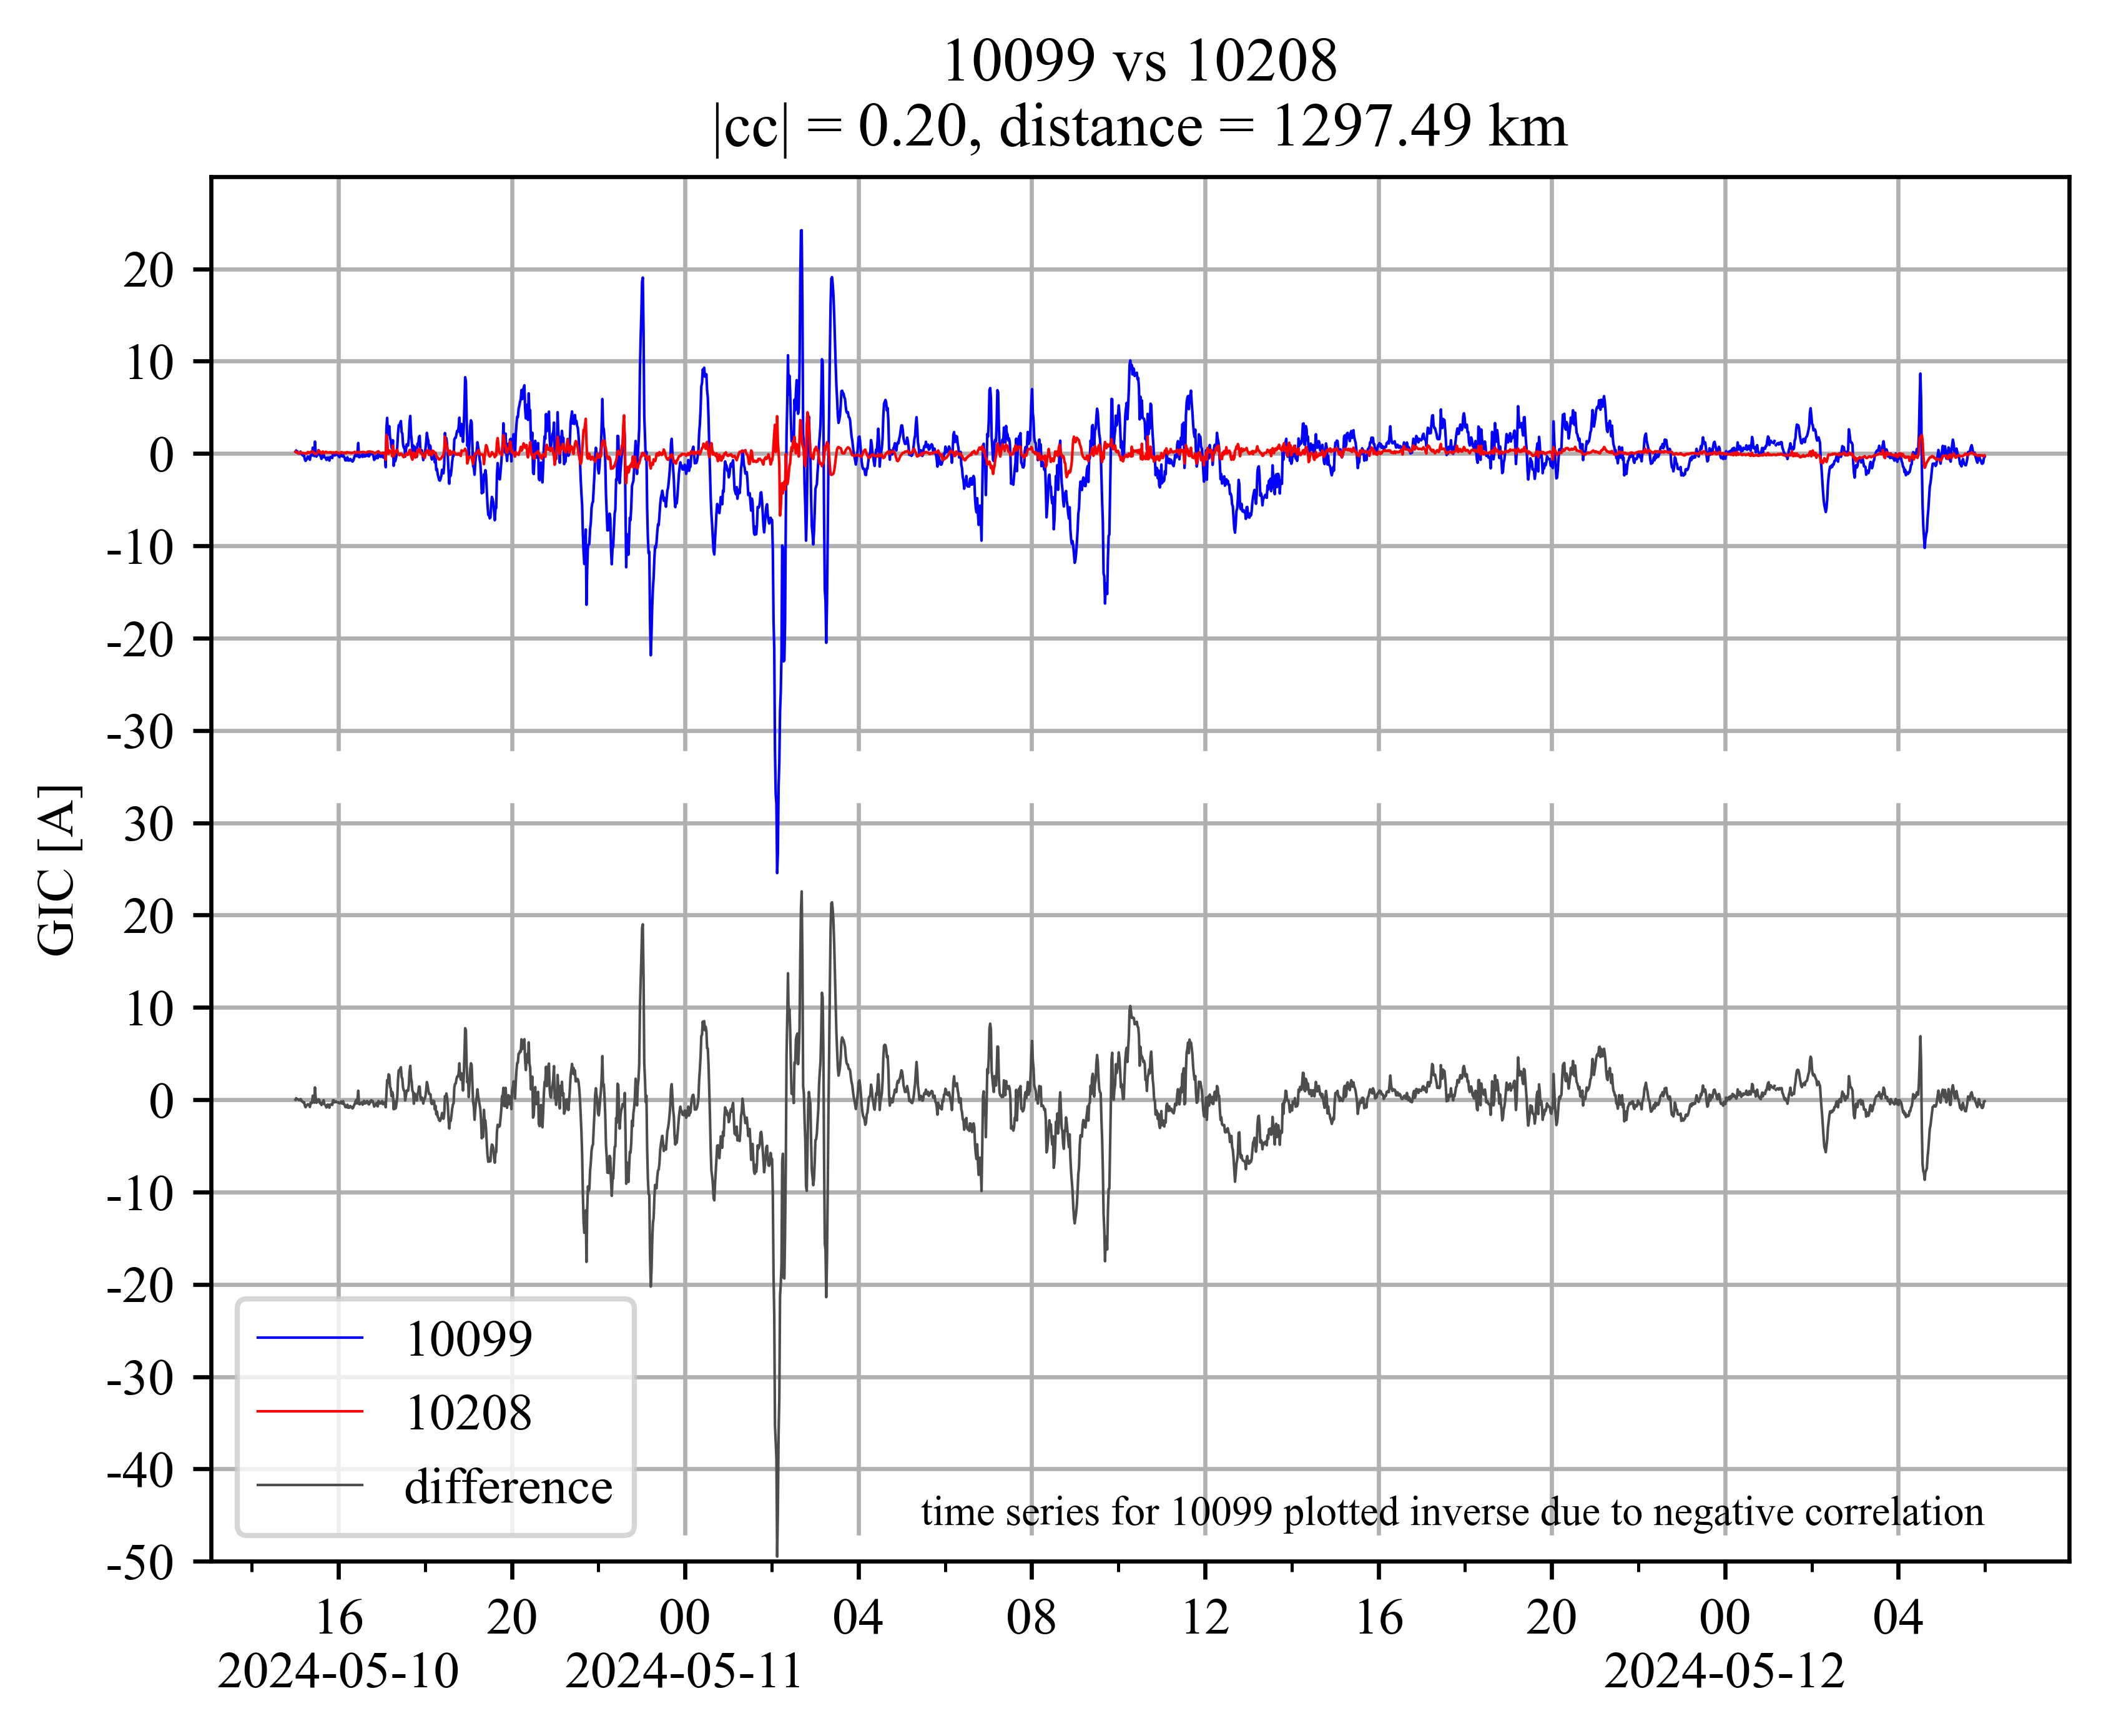 10099 vs 10208
|cc| = 0.20, distance = 1297.49 km
GIC [A]
20
10
0
-10
-20
-30
30
20
10
0
-10
-20
-30
-40
-50
10099
10208
difference
time series for 10099 plotted inverse due to negative correlation
16 20 00 04 08 12 16 20 00 04
2024-05-10 2024-05-11 2024-05-12